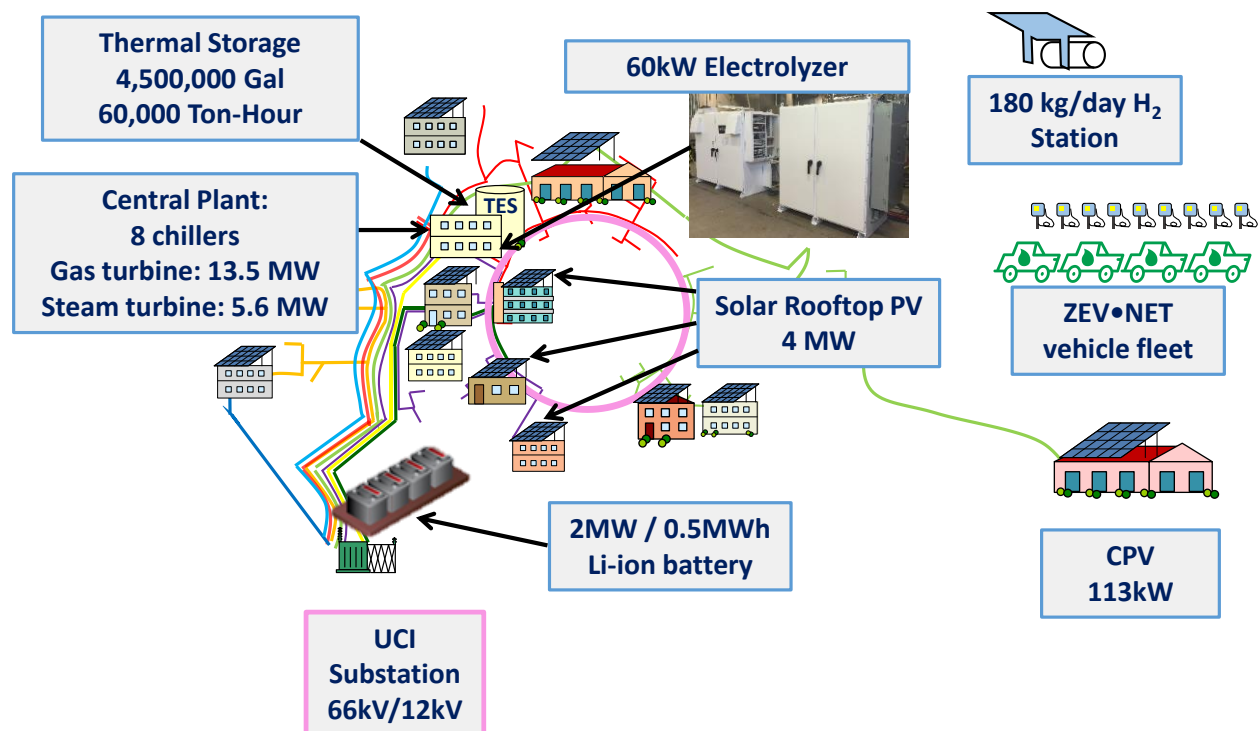 Thermal Storage
4,500,000 Gal
60,000 Ton-Hour
60kW Electrolyzer
180 kg/day H₂
Station
Central Plant:
8 chillers
Gas turbine: 13.5 MW
Steam turbine: 5.6 MW
TES
Solar Rooftop PV
4 MW
ZEV•NET
vehicle fleet
2MW / 0.5MWh
Li-ion battery
CPV
113kW
UCI
Substation
66kV/12kV